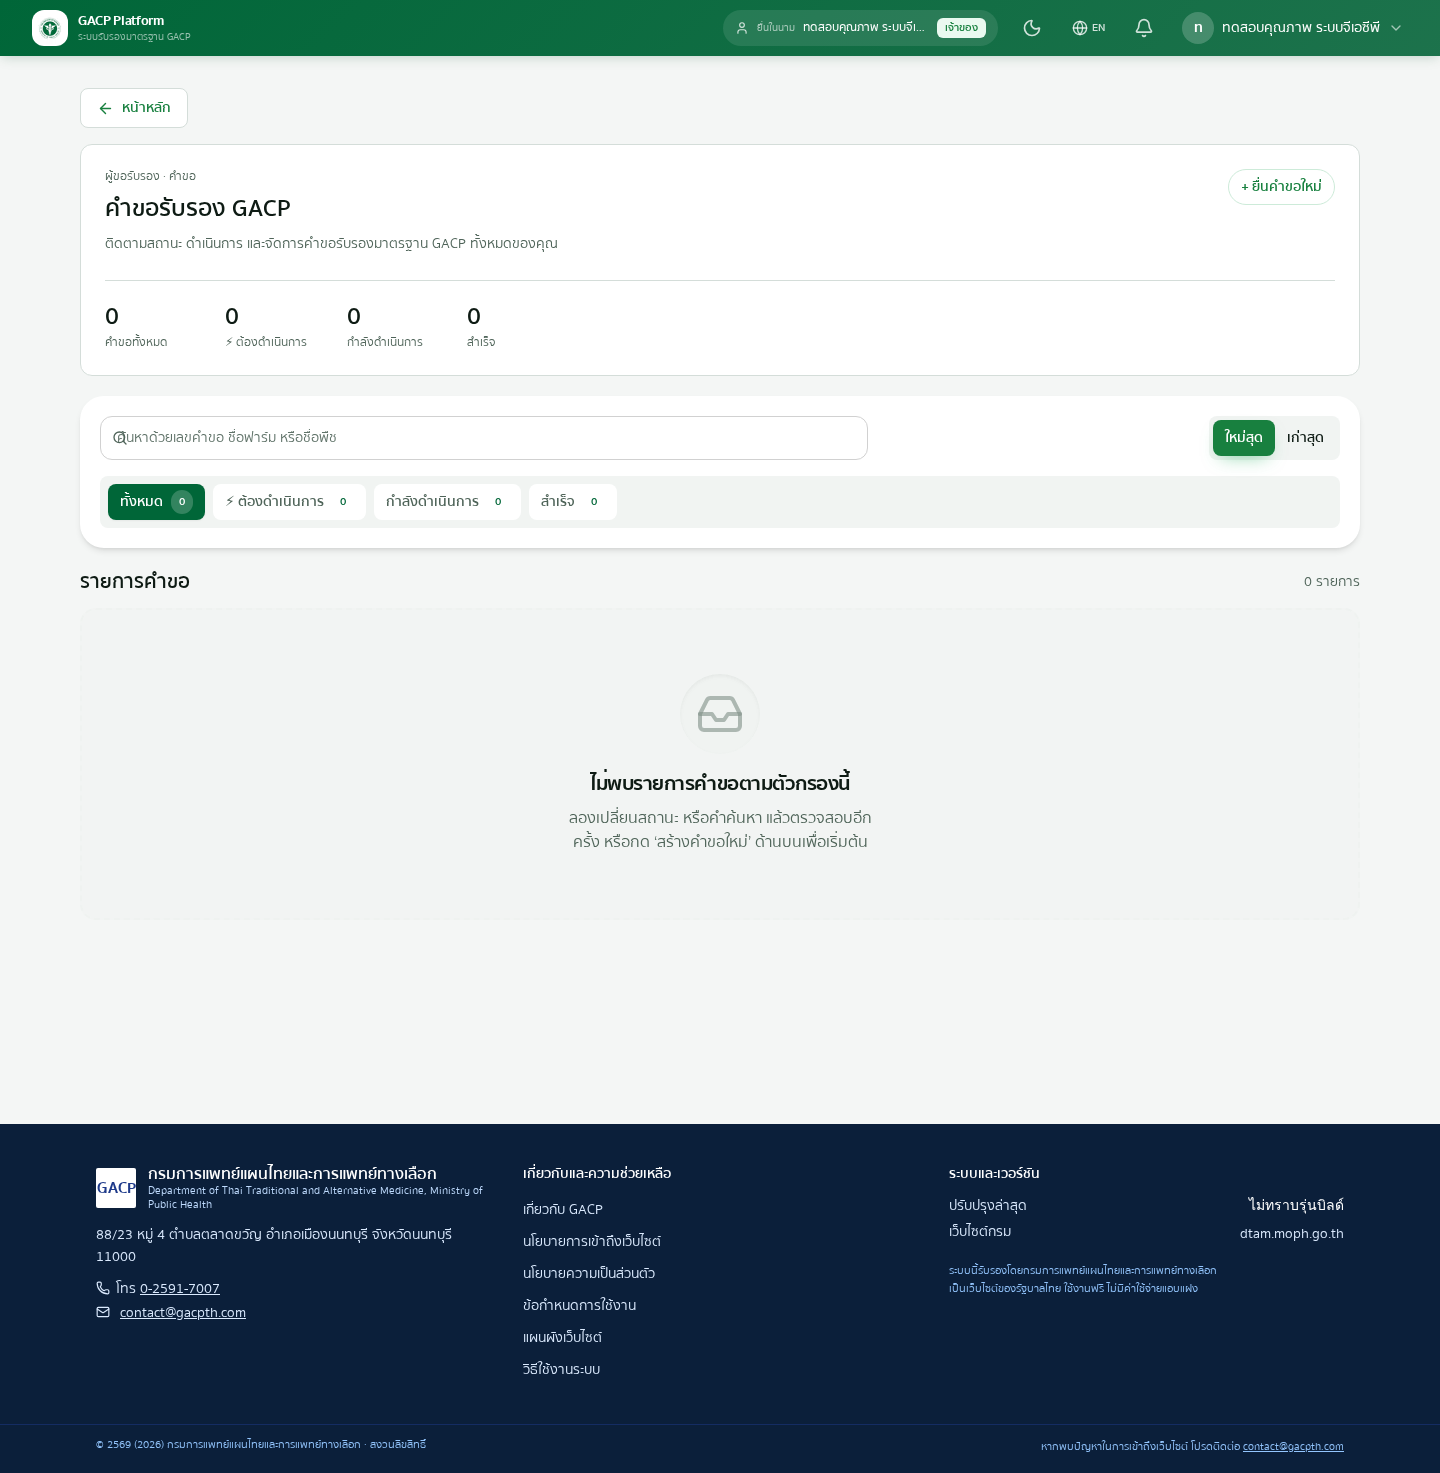 GACP Platform
ระบบรับรองมาตรฐาน GACP
ยื่นในนาม ทดสอบคุณภาพ ระบบจีเ... เจ้าของ
EN
ท ทดสอบคุณภาพ ระบบจีเอซีพี
หน้าหลัก
ผู้ขอรับรอง · คำขอ
คำขอรับรอง GACP
+ ยื่นคำขอใหม่
ติดตามสถานะ ดำเนินการ และจัดการคำขอรับรองมาตรฐาน GACP ทั้งหมดของคุณ
0 0 0 0
คำขอทั้งหมด ⚡ ต้องดำเนินการ กำลังดำเนินการ สำเร็จ
ค้นหาด้วยเลขคำขอ ชื่อฟาร์ม หรือชื่อพืช
ใหม่สุด เก่าสุด
ทั้งหมด 0 ⚡ ต้องดำเนินการ 0 กำลังดำเนินการ 0 สำเร็จ 0
รายการคำขอ
0 รายการ
ไม่พบรายการคำขอตามตัวกรองนี้
ลองเปลี่ยนสถานะ หรือคำค้นหา แล้วตรวจสอบอีก
ครั้ง หรือกด ‘สร้างคำขอใหม่’ ด้านบนเพื่อเริ่มต้น
GACP
กรมการแพทย์แผนไทยและการแพทย์ทางเลือก
Department of Thai Traditional and Alternative Medicine, Ministry of
Public Health
88/23 หมู่ 4 ตำบลตลาดขวัญ อำเภอเมืองนนทบุรี จังหวัดนนทบุรี
11000
โทร 0-2591-7007
contact@gacpth.com
เกี่ยวกับและความช่วยเหลือ
เกี่ยวกับ GACP
นโยบายการเข้าถึงเว็บไซต์
นโยบายความเป็นส่วนตัว
ข้อกำหนดการใช้งาน
แผนผังเว็บไซต์
วิธีใช้งานระบบ
ระบบและเวอร์ชัน
ปรับปรุงล่าสุด ไม่ทราบรุ่นบิลด์
เว็บไซต์กรม dtam.moph.go.th
ระบบนี้รับรองโดยกรมการแพทย์แผนไทยและการแพทย์ทางเลือก
เป็นเว็บไซต์ของรัฐบาลไทย ใช้งานฟรี ไม่มีค่าใช้จ่ายแอบแฝง
© 2569 (2026) กรมการแพทย์แผนไทยและการแพทย์ทางเลือก · สงวนลิขสิทธิ์
หากพบปัญหาในการเข้าถึงเว็บไซต์ โปรดติดต่อ contact@gacpth.com